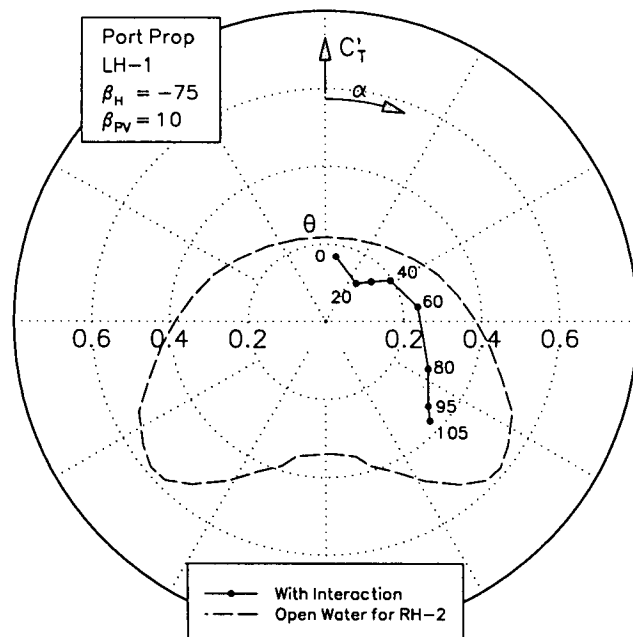 Port Prop
LH-1
β_H = -75
β_PV = 10
C'_T
α
θ
0
20
40
60
0.6 0.4 0.2 0.2 0.4 0.6
80
95
105
With Interaction
Open Water for RH-2